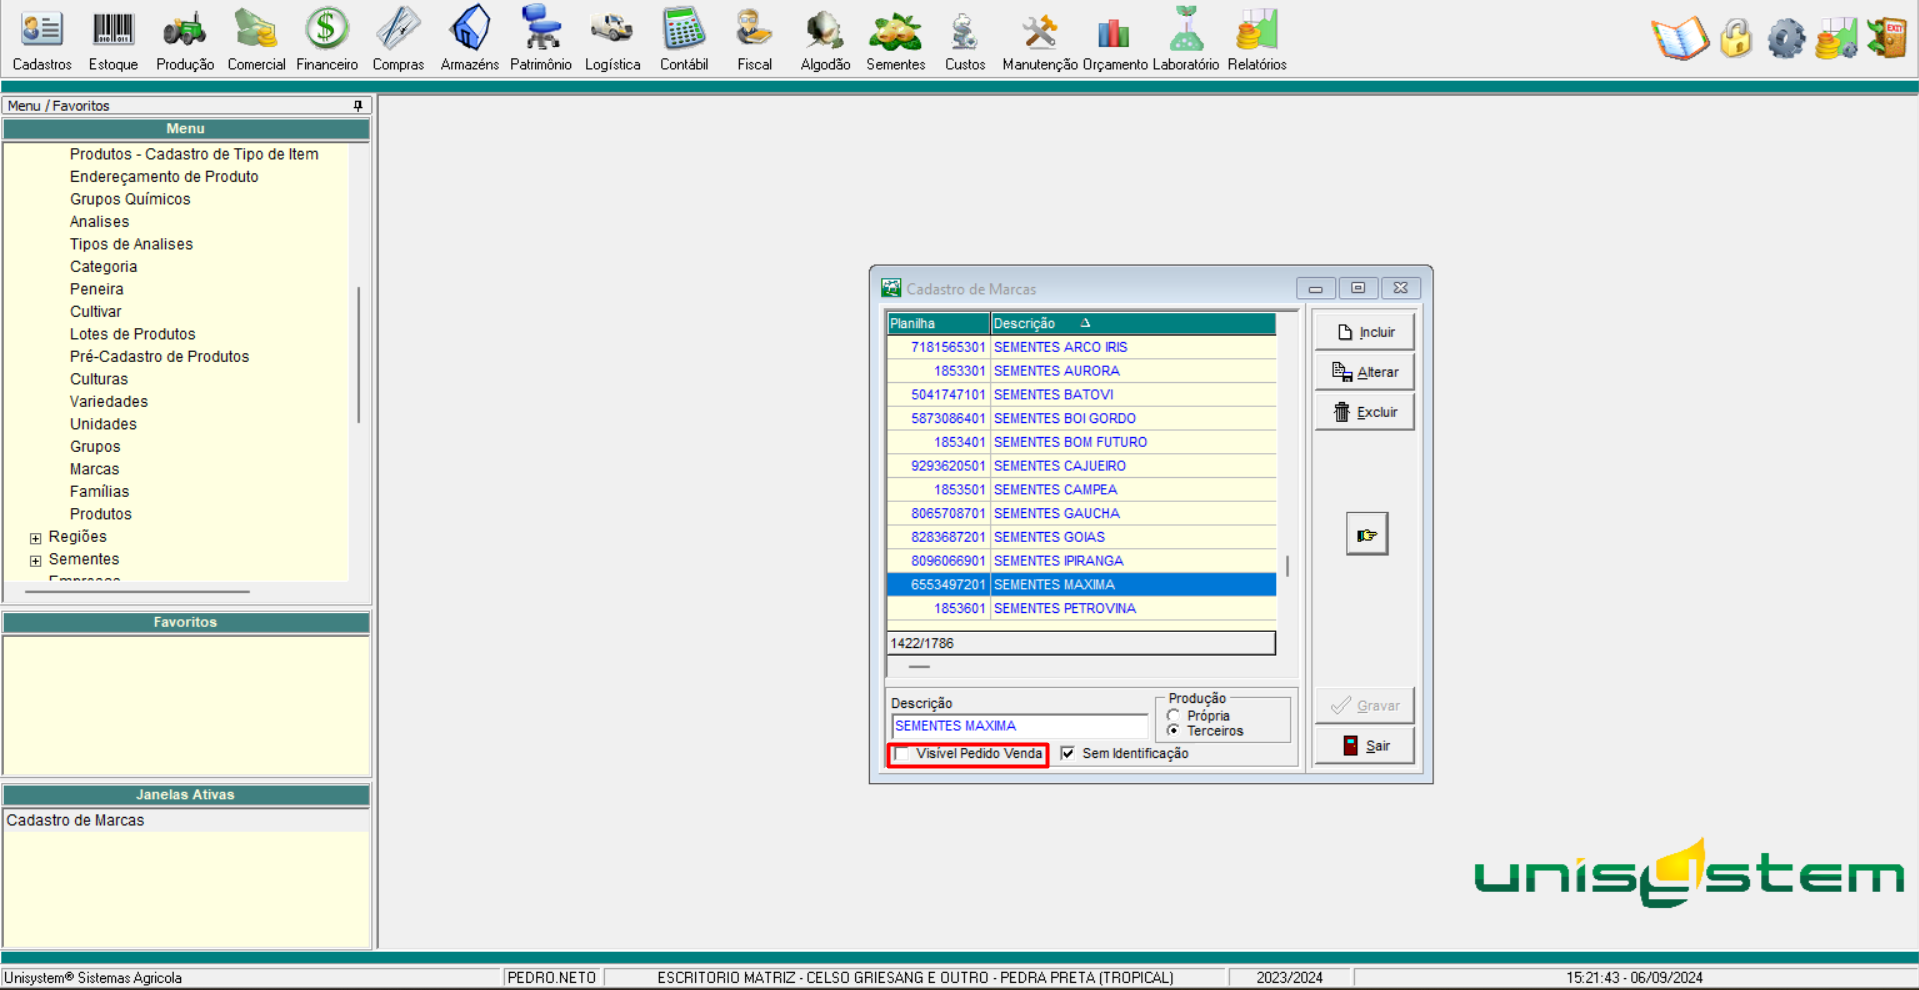 Cadastros Estoque Produção Comercial Financeiro Compras Armazéns Patrimônio Logística Contábil Fiscal Algodão Sementes Custos Manutenção Orçamento Laboratório Relatórios
EXIT
Menu / Favoritos
Menu
Produtos - Cadastro de Tipo de Item
Endereçamento de Produto
Grupos Químicos
Analises
Tipos de Analises
Categoria
Peneira
Cultivar
Lotes de Produtos
Pré-Cadastro de Produtos
Culturas
Variedades
Unidades
Grupos
Marcas
Famílias
Produtos
Regiões
Sementes
Empresas
Favoritos
Janelas Ativas
Cadastro de Marcas
Cadastro de Marcas
Planilha Descrição
7181565301 SEMENTES ARCO IRIS
1853301 SEMENTES AURORA
5041747101 SEMENTES BATOVI
5873086401 SEMENTES BOI GORDO
1853401 SEMENTES BOM FUTURO
9293620501 SEMENTES CAJUEIRO
1853501 SEMENTES CAMPEA
8065708701 SEMENTES GAUCHA
8283687201 SEMENTES GOIAS
8096066901 SEMENTES IPIRANGA
6553497201 SEMENTES MAXIMA
1853601 SEMENTES PETROVINA
1422/1786
Descrição
SEMENTES MAXIMA
Produção
Própria
Terceiros
Visível Pedido Venda Sem Identificação
Incluir
Alterar
Excluir
Gravar
Sair
unisystem
Unisystem® Sistemas Agricola PEDRO.NETO ESCRITORIO MATRIZ - CELSO GRIESANG E OUTRO - PEDRA PRETA (TROPICAL) 2023/2024 15:21:43 - 06/09/2024